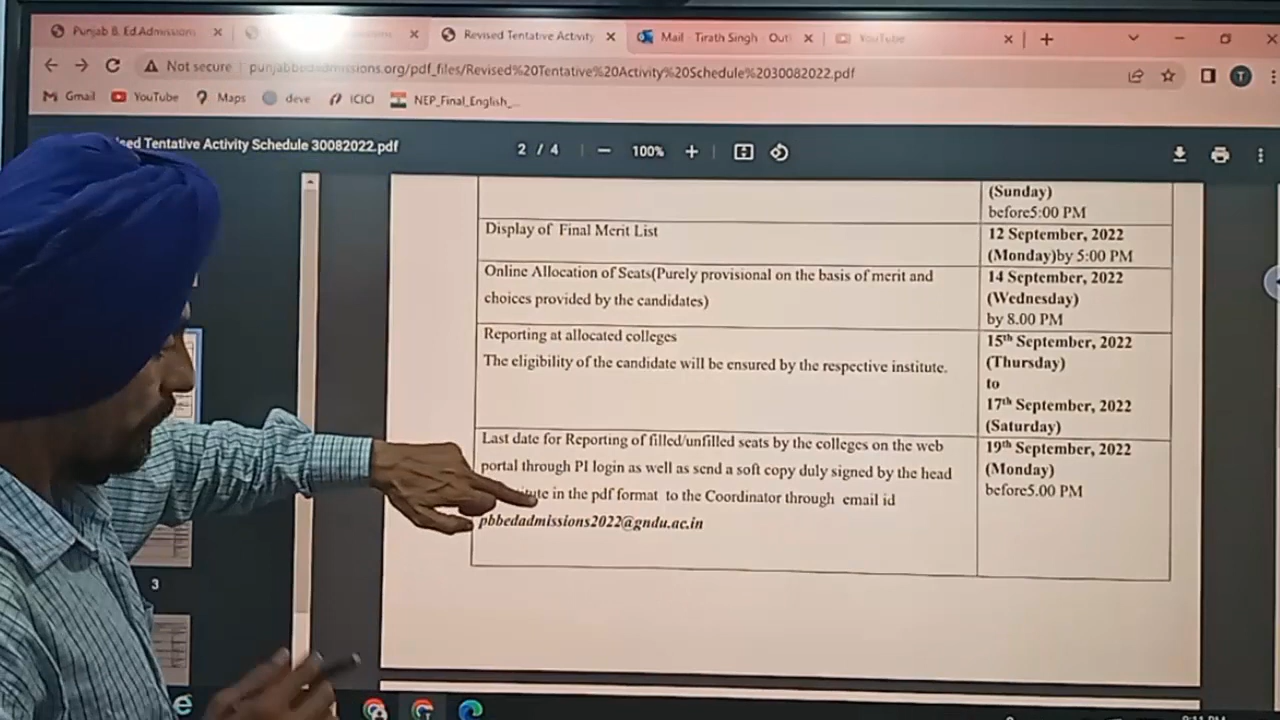 Punjab B. Ed.Admissions
Revised Tentative Activity
Mail - Tirath Singh - Outl
YouTube
Not secure
punjabbedadmissions.org/pdf_files/Revised%20Tentative%20Activity%20Schedule%2030082022.pdf
T
Gmail
YouTube
Maps
deve
ICICI
NEP_Final_English_...
sed Tentative Activity Schedule 30082022.pdf
2 / 4
100%
(Sunday)
before5:00 PM
Display of Final Merit List
12 September, 2022
(Monday)by 5:00 PM
Online Allocation of Seats(Purely provisional on the basis of merit and
choices provided by the candidates)
14 September, 2022
(Wednesday)
by 8.00 PM
Reporting at allocated colleges
The eligibility of the candidate will be ensured by the respective institute.
15th September, 2022
(Thursday)
to
17th September, 2022
(Saturday)
Last date for Reporting of filled/unfilled seats by the colleges on the web
portal through PI login as well as send a soft copy duly signed by the head
in the pdf format to the Coordinator through email id
pbbedadmissions2022@gndu.ac.in
19th September, 2022
(Monday)
before5.00 PM
3